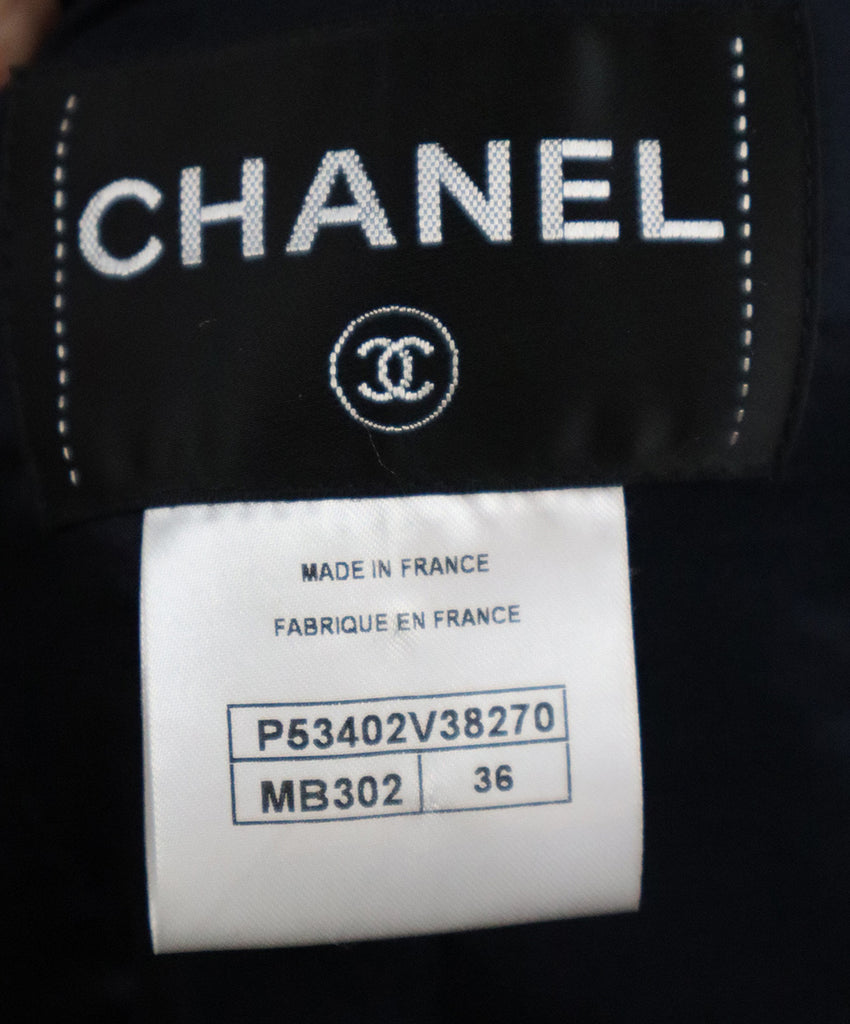 CHANEL
MADE IN FRANCE
FABRIQUE EN FRANCE
P53402V38270
MB302 36